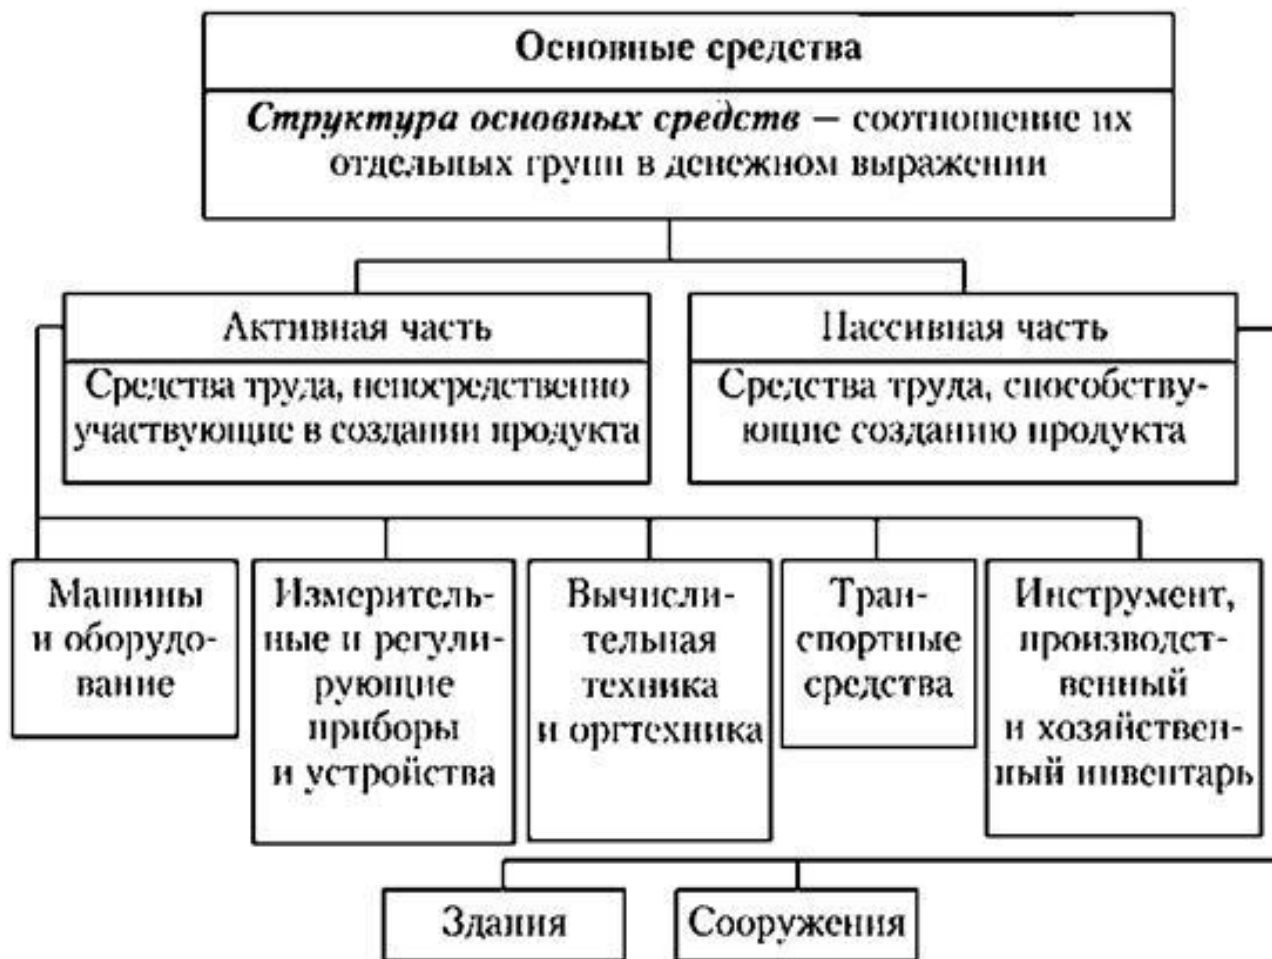 Основные средства
Структура основных средств – соотношение их
отдельных групп в денежном выражении
Активная часть
Средства труда, непосредственно
участвующие в создании продукта
Пассивная часть
Средства труда, способству-
ющие созданию продукта
Машины
и оборудо-
вание
Измеритель-
ные и регули-
рующие
приборы
и устройства
Вычисли-
тельная
техника
и оргтехника
Тран-
спортные
средства
Инструмент,
производст-
венный
и хозяйствен-
ный инвентарь
Здания
Сооружения